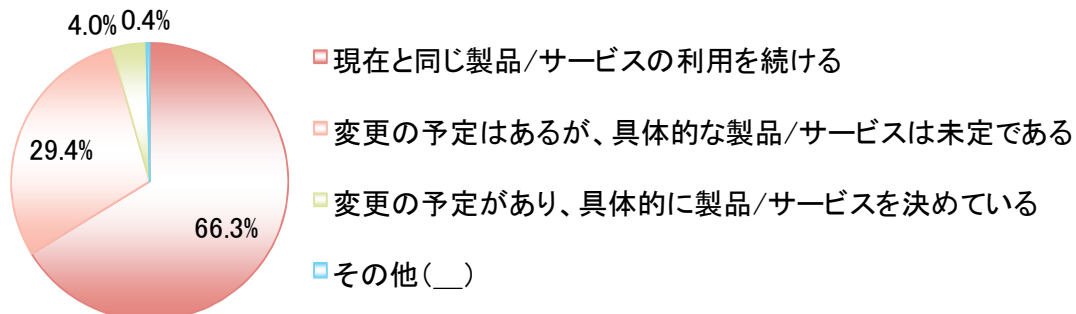 4.0%
0.4%
現在と同じ製品/サービスの利用を続ける
変更の予定はあるが、具体的な製品/サービスは未定である
29.4%
変更の予定があり、具体的に製品/サービスを決めている
66.3%
その他(__)